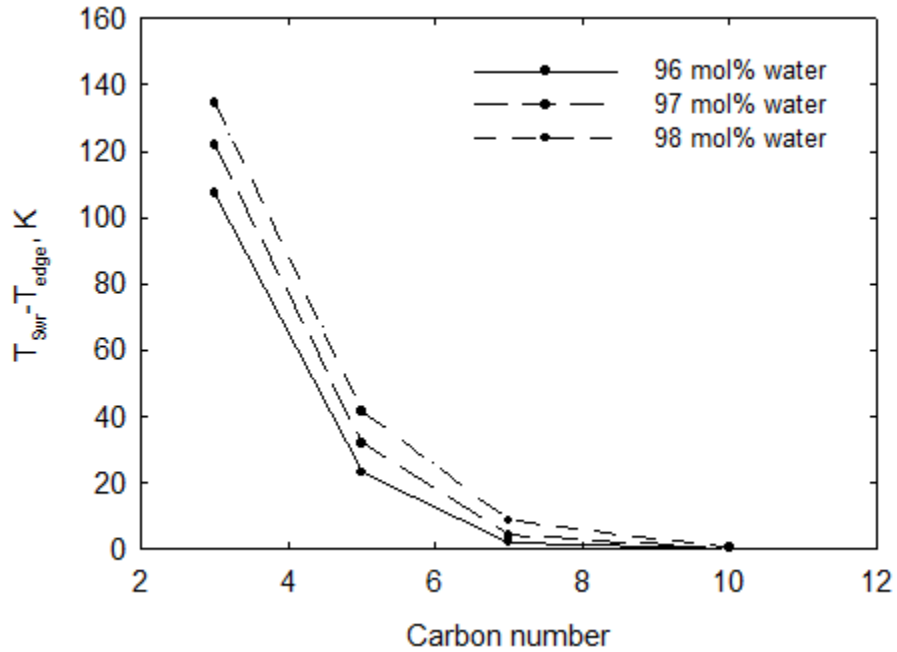 160
140
120
100
80
60
40
20
0
2 4 6 8 10 12
T_Swr-T_edge, K
Carbon number
96 mol% water
97 mol% water
98 mol% water